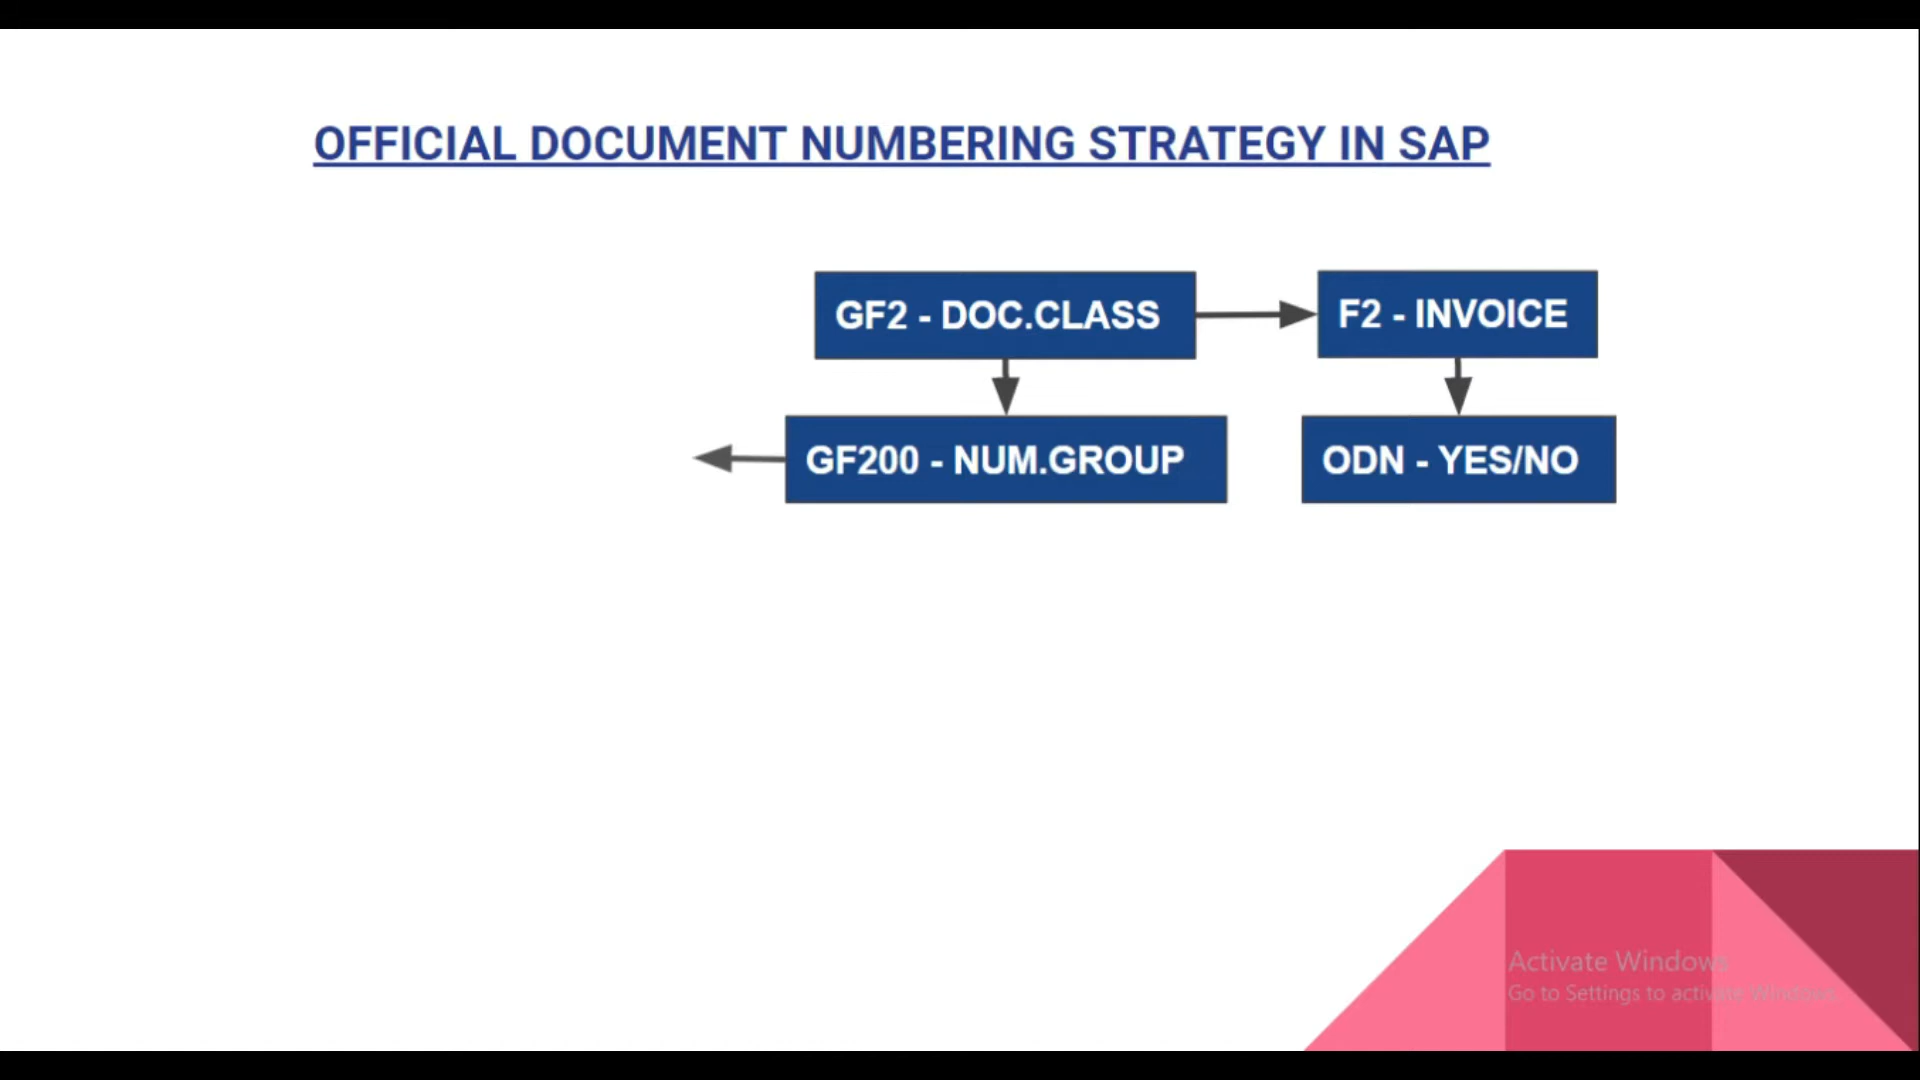 OFFICIAL DOCUMENT NUMBERING STRATEGY IN SAP
GF2 - DOC.CLASS
F2 - INVOICE
GF200 - NUM.GROUP
ODN - YES/NO
Activate Windows
Go to Settings to activate Windows.